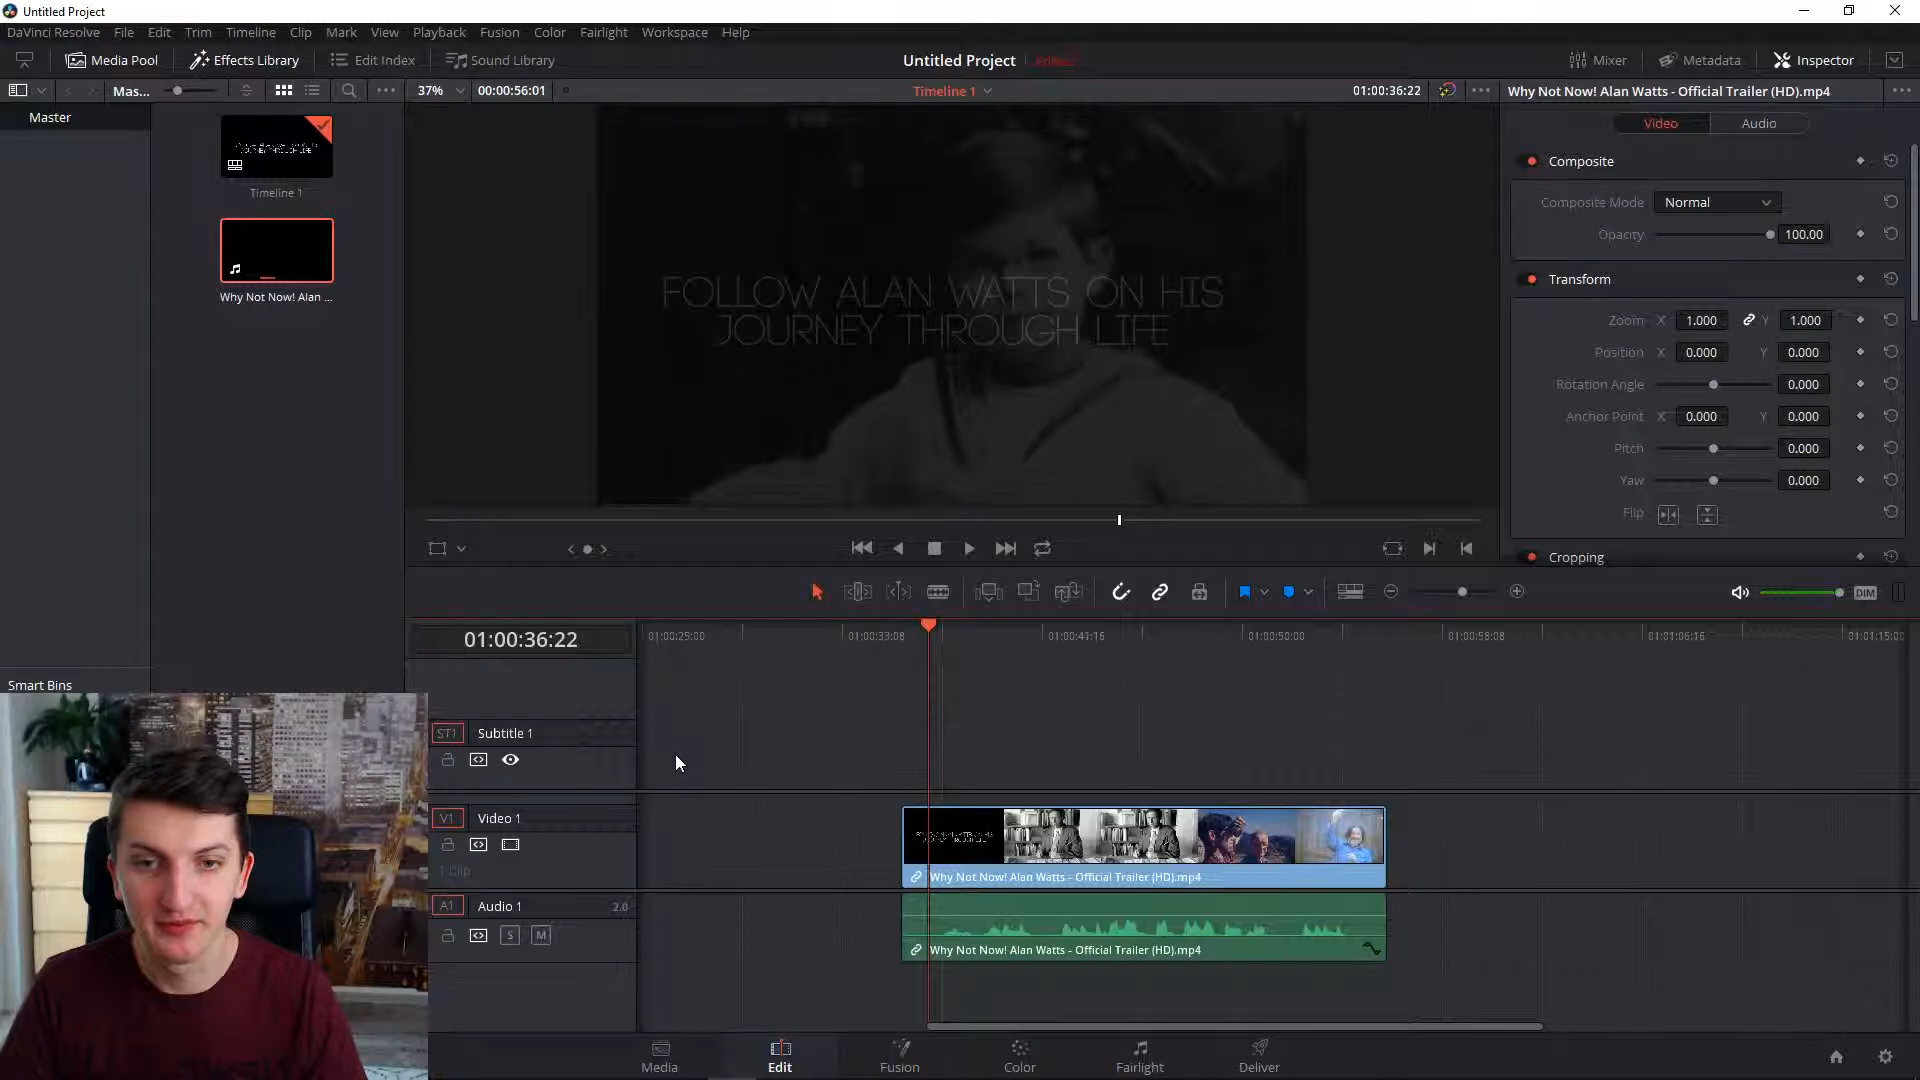 Untitled Project
DaVinci Resolve File Edit Trim Timeline Clip Mark View Playback Fusion Color Fairlight Workspace Help
Media Pool Effects Library Edit Index Sound Library Untitled Project Mixer Metadata Inspector
Mas... 37% 00:00:56:01 Timeline 1 01:00:36:22 Why Not Now! Alan Watts - Official Trailer (HD).mp4
Master
Timeline 1
Why Not Now! Alan ...
Smart Bins
FOLLOW ALAN WATTS ON HIS
JOURNEY THROUGH LIFE
Video Audio
Composite
Composite Mode Normal
Opacity 100.00
Transform
Zoom X 1.000 Y 1.000
Position X 0.000 Y 0.000
Rotation Angle 0.000
Anchor Point X 0.000 Y 0.000
Pitch 0.000
Yaw 0.000
Flip
Cropping
DIM
01:00:36:22 01:00:25:00 01:00:33:08 01:00:41:16 01:00:50:00 01:00:58:08 01:01:06:16 01:01:15:00
ST1 Subtitle 1
V1 Video 1
1 Clip
Why Not Now! Alan Watts - Official Trailer (HD).mp4
A1 Audio 1 2.0
S M
Why Not Now! Alan Watts - Official Trailer (HD).mp4
Media Edit Fusion Color Fairlight Deliver